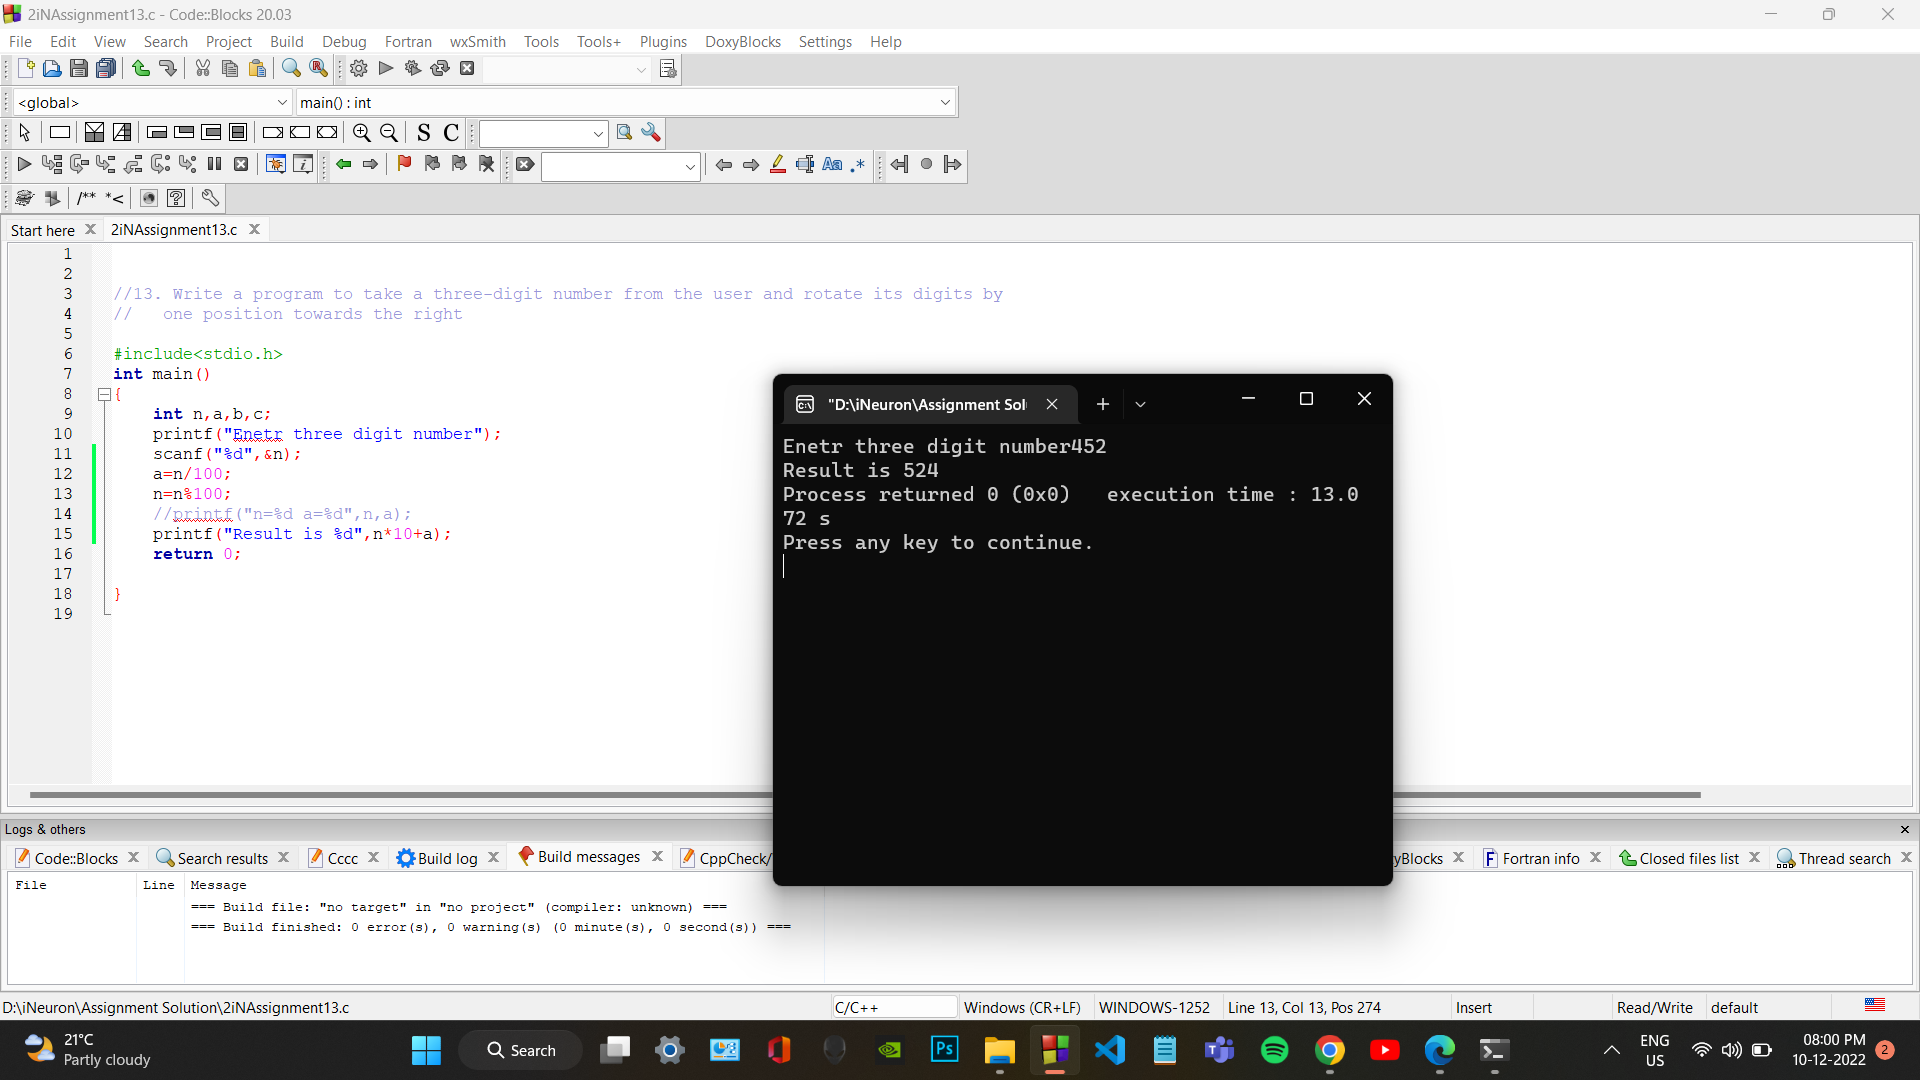 2iNAssignment13.c - Code::Blocks 20.03
File Edit View Search Project Build Debug Fortran wxSmith Tools Tools+ Plugins DoxyBlocks Settings Help
<global> main() : int
S C
Aa .*
/** *<
Start here 2iNAssignment13.c
1
2
3 //13. Write a program to take a three-digit number from the user and rotate its digits by
4 //   one position towards the right
5
6 #include<stdio.h>
7 int main()
8 {
9     int n,a,b,c;
10     printf("Enetr three digit number");
11     scanf("%d",&n);
12     a=n/100;
13     n=n%100;
14     //printf("n=%d a=%d",n,a);
15     printf("Result is %d",n*10+a);
16     return 0;
17
18 }
19
"D:\iNeuron\Assignment Sol
Enetr three digit number452
Result is 524
Process returned 0 (0x0)   execution time : 13.0
72 s
Press any key to continue.
Logs & others
Code::Blocks Search results Cccc Build log Build messages CppCheck/ yBlocks Fortran info Closed files list Thread search
File Line Message
=== Build file: "no target" in "no project" (compiler: unknown) ===
=== Build finished: 0 error(s), 0 warning(s) (0 minute(s), 0 second(s)) ===
D:\iNeuron\Assignment Solution\2iNAssignment13.c C/C++ Windows (CR+LF) WINDOWS-1252 Line 13, Col 13, Pos 274 Insert Read/Write default
21°C
Partly cloudy
Search
Ps
ENG
US
08:00 PM
10-12-2022
2